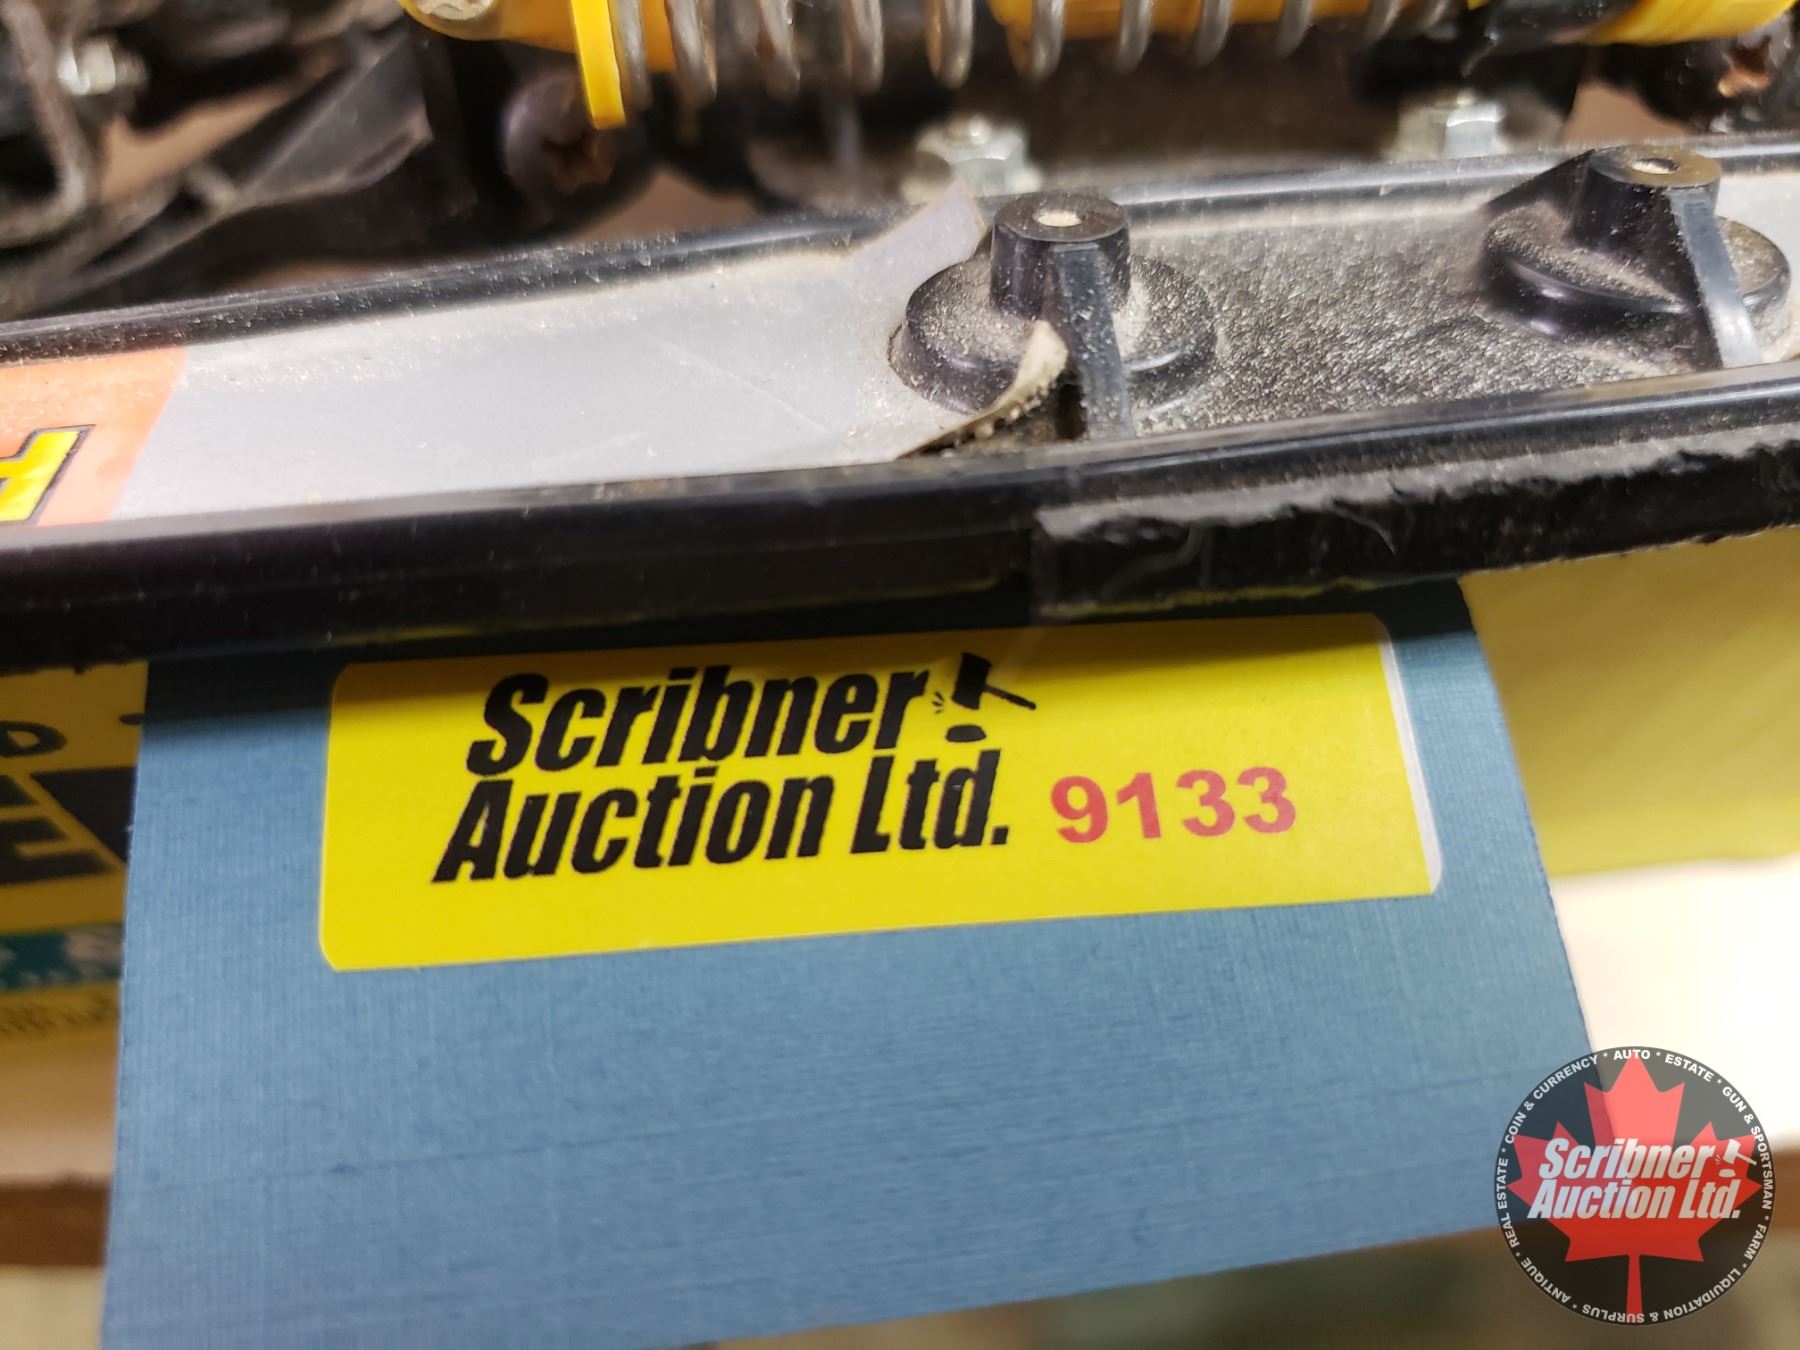 Scribner
Auction Ltd. 9133
D
E
COIN & CURRENCY * AUTO * ESTATE * GUN & SPORTSMAN * FARM * LIQUIDATION & SURPLUS * ANTIQUE * REAL ESTATE *
Scribner
Auction Ltd.